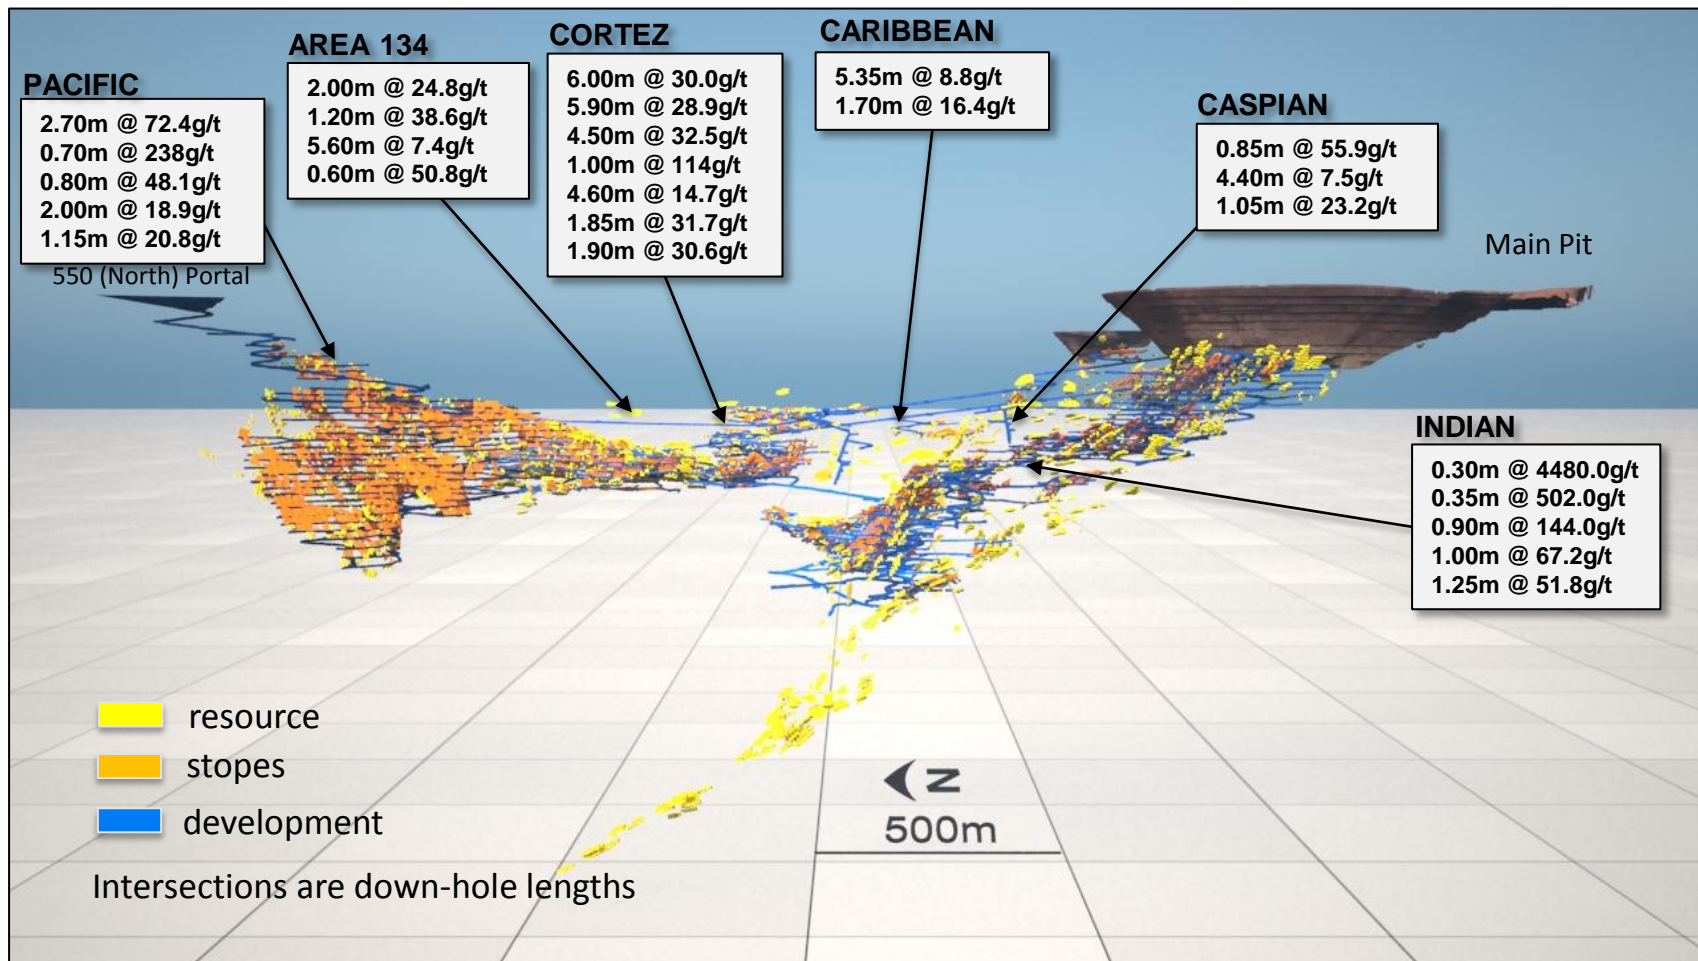 PACIFIC
2.70m @ 72.4g/t
0.70m @ 238g/t
0.80m @ 48.1g/t
2.00m @ 18.9g/t
1.15m @ 20.8g/t
550 (North) Portal
AREA 134
2.00m @ 24.8g/t
1.20m @ 38.6g/t
5.60m @ 7.4g/t
0.60m @ 50.8g/t
CORTEZ
6.00m @ 30.0g/t
5.90m @ 28.9g/t
4.50m @ 32.5g/t
1.00m @ 114g/t
4.60m @ 14.7g/t
1.85m @ 31.7g/t
1.90m @ 30.6g/t
CARIBBEAN
5.35m @ 8.8g/t
1.70m @ 16.4g/t
CASPIAN
0.85m @ 55.9g/t
4.40m @ 7.5g/t
1.05m @ 23.2g/t
Main Pit
INDIAN
0.30m @ 4480.0g/t
0.35m @ 502.0g/t
0.90m @ 144.0g/t
1.00m @ 67.2g/t
1.25m @ 51.8g/t
resource
stopes
development
Intersections are down-hole lengths
N
500m